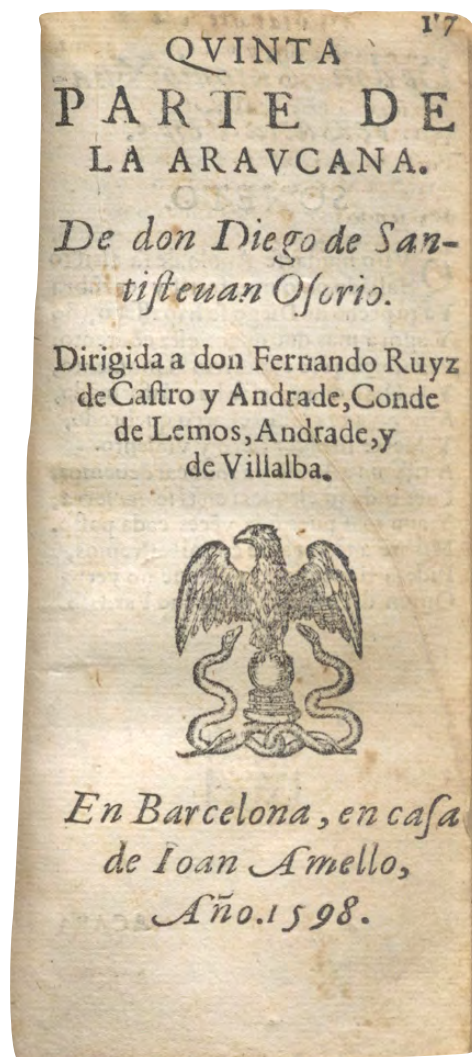 17
QVINTA
PARTE DE
LA ARAVCANA.
De don Diego de San-
tiſteuan Oſorio.
Dirigida a don Fernando Ruyz
de Caſtro y Andrade, Conde
de Lemos, Andrade, y
de Villalba.
En Barcelona, en caſa
de Ioan Amello,
Año. 1598.